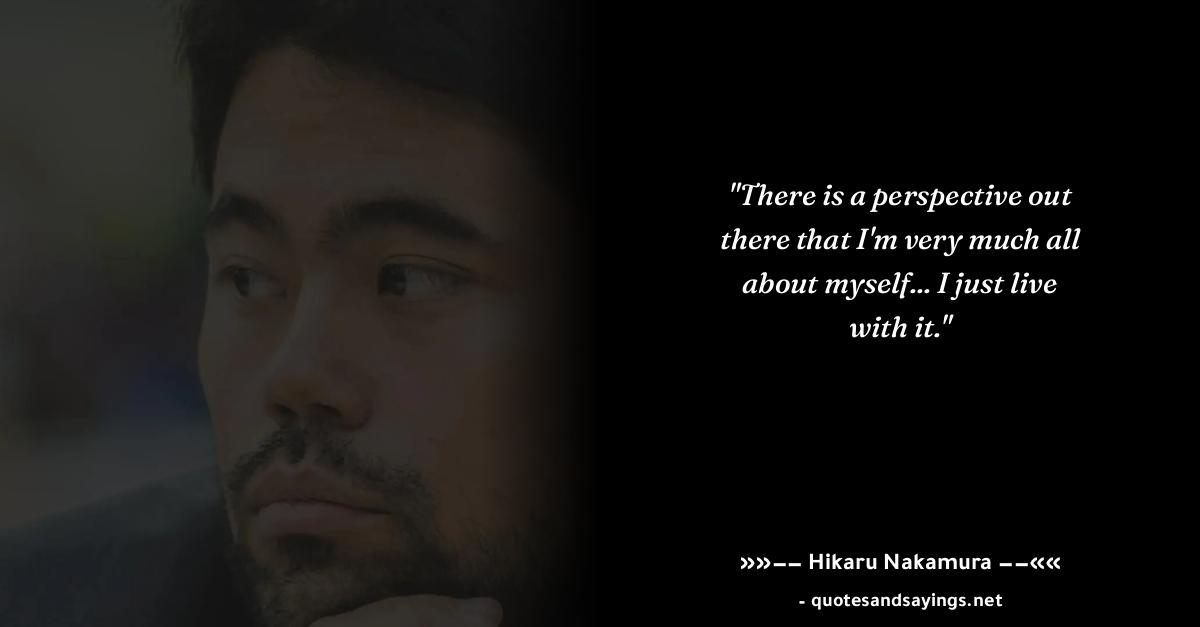 "There is a perspective out
there that I'm very much all
about myself... I just live
with it."
»»−− Hikaru Nakamura −−««
- quotesandsayings.net